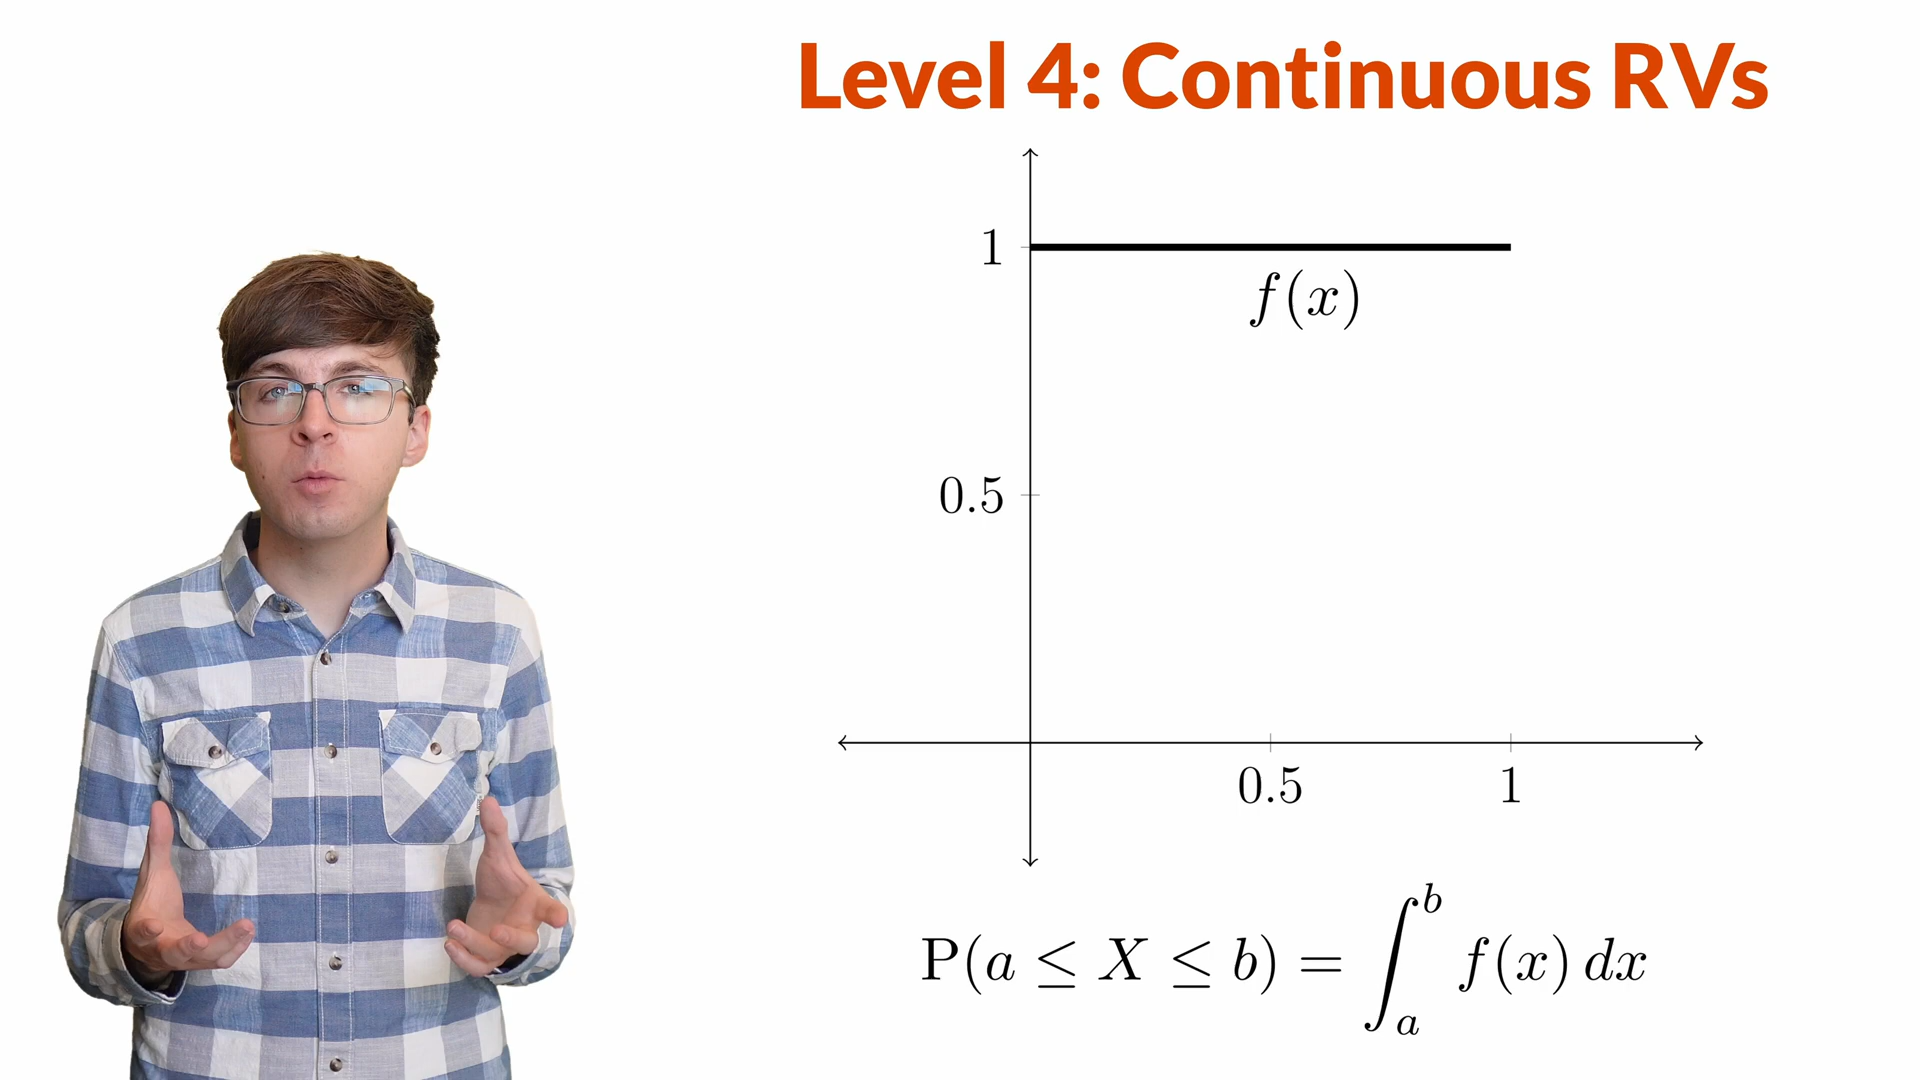 Level 4: Continuous RVs
1
f(x)
0.5
0.5 1
P(a ≤ X ≤ b) = ∫_a^b f(x) dx